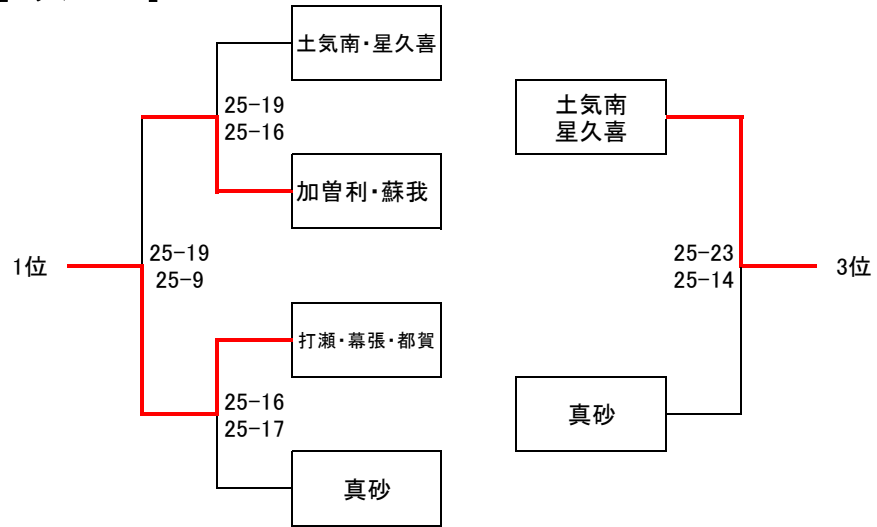 土気南・星久喜
25-19
25-16
加曽利・蘇我
1位
25-19
25-9
打瀬・幕張・都賀
25-16
25-17
真砂
土気南
星久喜
25-23
25-14
3位
真砂